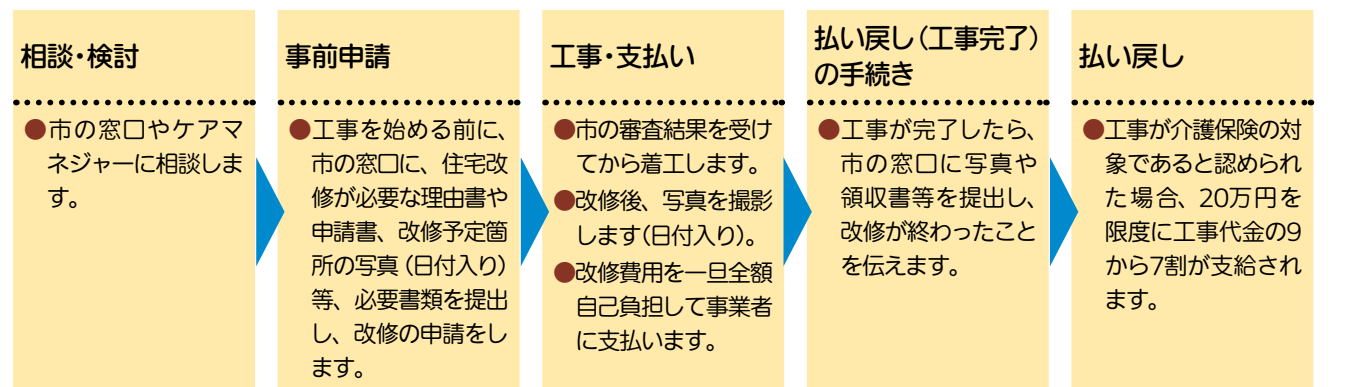 相談・検討
●市の窓口やケアマ
ネジャーに相談しま
す。
事前申請
●工事を始める前に、
市の窓口に、住宅改
修が必要な理由書や
申請書、改修予定箇
所の写真(日付入り)
等、必要書類を提出
し、改修の申請をし
ます。
工事・支払い
●市の審査結果を受け
てから着工します。
●改修後、写真を撮影
します(日付入り)。
●改修費用を一旦全額
自己負担して事業者
に支払います。
払い戻し(工事完了)
の手続き
●工事が完了したら、
市の窓口に写真や
領収書等を提出し、
改修が終わったこと
を伝えます。
払い戻し
●工事が介護保険の対
象であると認められ
た場合、20万円を
限度に工事代金の9
から7割が支給され
ます。